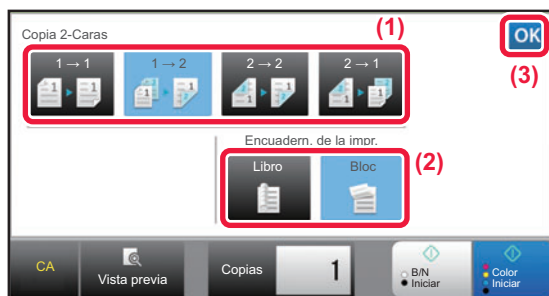 Copia 2-Caras
(1)
OK
(3)
1 → 1
1 → 2
2 → 2
2 → 1
Encuadern. de la impr.
Libro
Bloc
(2)
CA
Vista previa
Copias
1
B/N
Iniciar
Color
Iniciar